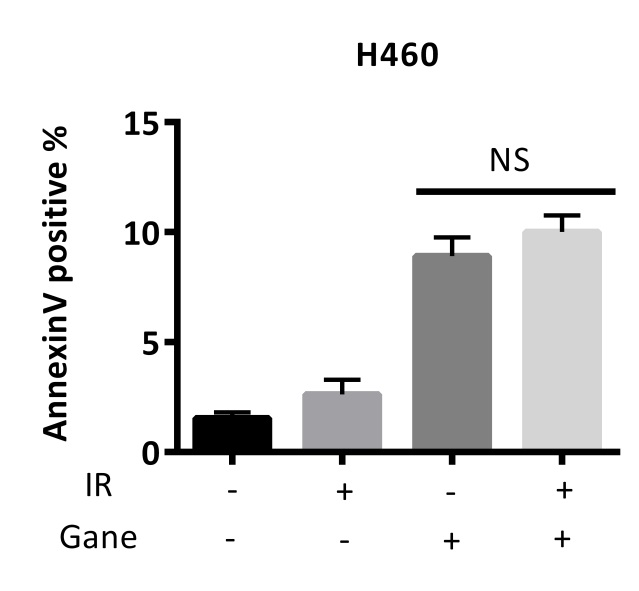 H460
AnnexinV positive %
15
10
5
0
NS
IR - + - +
Gane - - + +